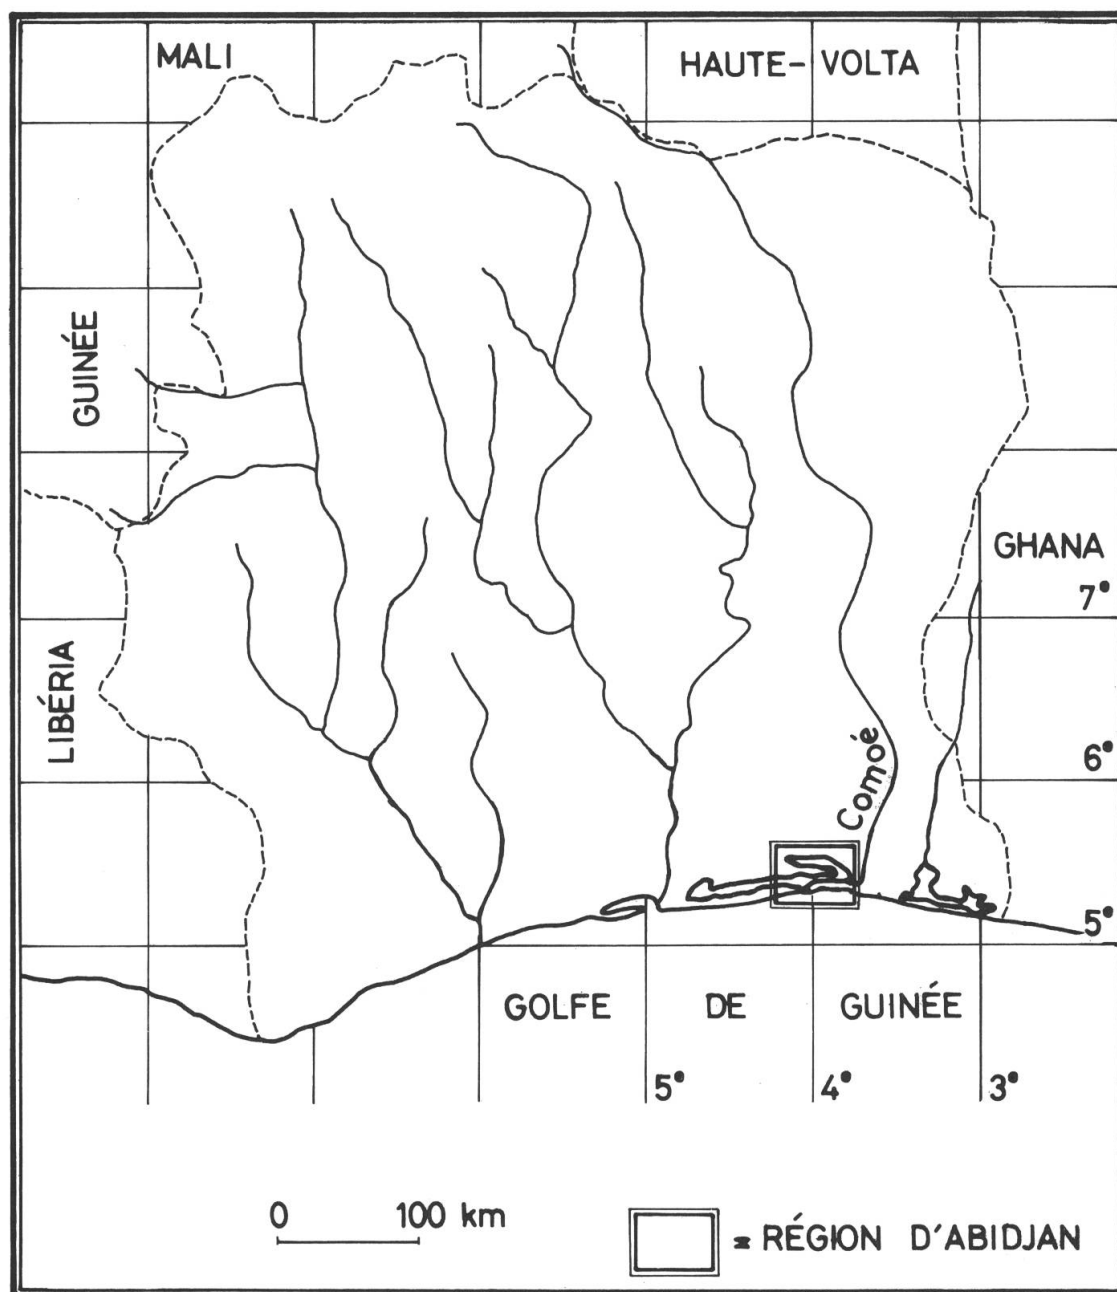 MALI
HAUTE-VOLTA
GUINÉE
GHANA
7°
LIBÉRIA
6°
Comoé
5°
GOLFE DE GUINÉE
5° 4° 3°
0 100 km
= RÉGION D'ABIDJAN